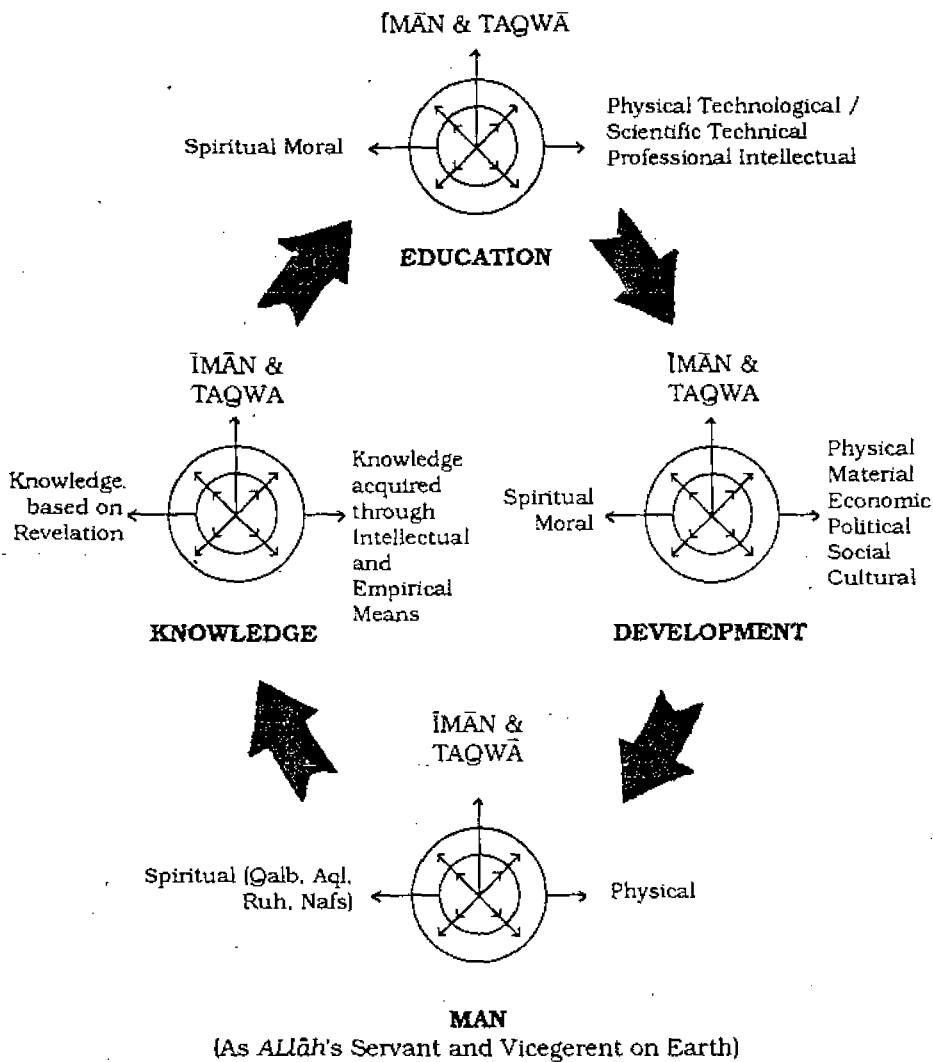 ĪMĀN & TAQWĀ
Spiritual Moral
Physical Technological /
Scientific Technical
Professional Intellectual
EDUCATION
ĪMĀN &
TAQWA
Knowledge.
based on
Revelation
Knowledge
acquired
through
Intellectual
and
Empirical
Means
KNOWLEDGE
ĪMĀN &
TAQWA
Spiritual
Moral
Physical
Material
Economic
Political
Social
Cultural
DEVELOPMENT
ĪMĀN &
TAQWĀ
Spiritual (Qalb, Aql,
Ruh, Nafs)
Physical
MAN
(As ALlāh's Servant and Vicegerent on Earth)